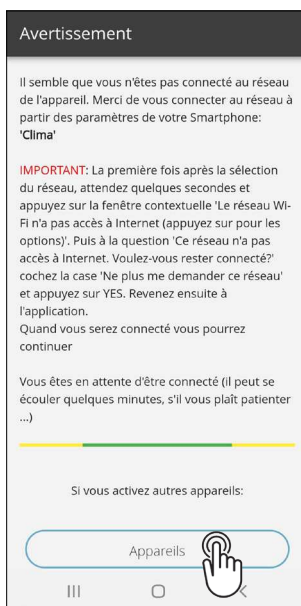 Avertissement
Il semble que vous n'êtes pas connecté au réseau
de l'appareil. Merci de vous connecter au réseau à
partir des paramètres de votre Smartphone:
'Clima'
IMPORTANT: La première fois après la sélection
du réseau, attendez quelques secondes et
appuyez sur la fenêtre contextuelle 'Le réseau Wi-
Fi n'a pas accès à Internet (appuyez sur pour les
options)'. Puis à la question 'Ce réseau n'a pas
accès à Internet. Voulez-vous rester connecté?'
cochez la case 'Ne plus me demander ce réseau'
et appuyez sur YES. Revenez ensuite à
l'application.
Quand vous serez connecté vous pourrez
continuer
Vous êtes en attente d'être connecté (il peut se
écouler quelques minutes, s'il vous plaît patienter
...)
Si vous activez autres appareils:
Appareils